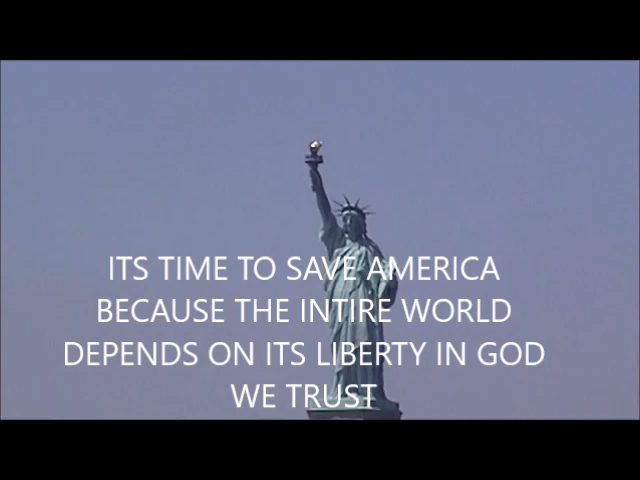 ITS TIME TO SAVE AMERICA
BECAUSE THE INTIRE WORLD
DEPENDS ON ITS LIBERTY IN GOD
WE TRUST